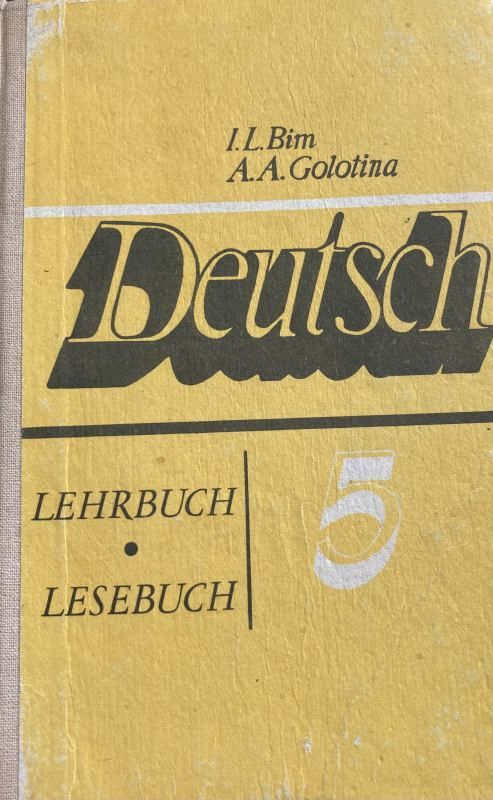 I.L.Bim
A.A.Golotina
Deutsch
LEHRBUCH
5
•
LESEBUCH